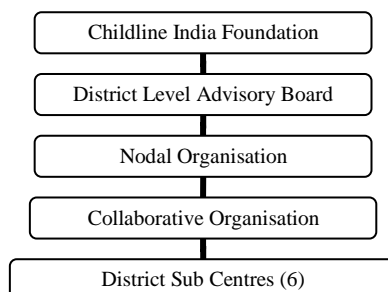 Childline India Foundation
District Level Advisory Board
Nodal Organisation
Collaborative Organisation
District Sub Centres (6)